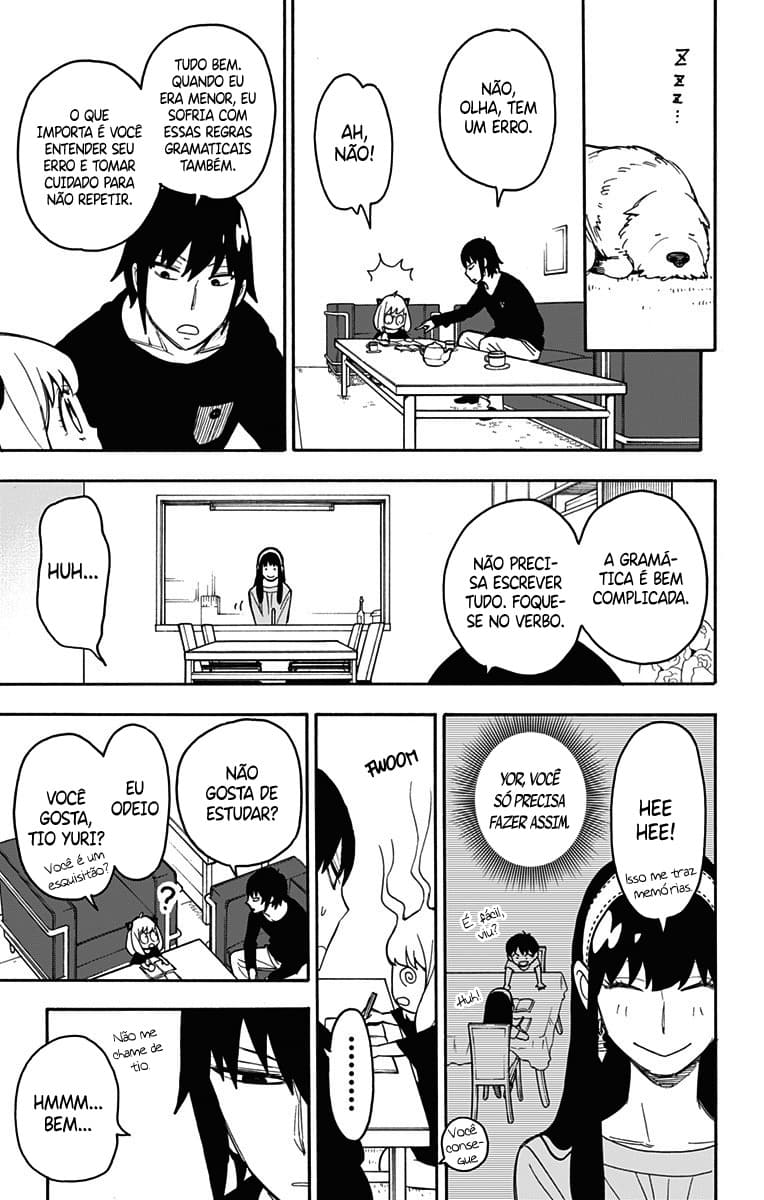 Z
Z
Z
...
NÃO,
OLHA, TEM
UM ERRO.
AH,
NÃO!
TUDO BEM.
QUANDO EU
ERA MENOR, EU
SOFRIA COM
ESSAS REGRAS
GRAMATICAIS
TAMBÉM.
O QUE
IMPORTA É VOCÊ
ENTENDER SEU
ERRO E TOMAR
CUIDADO PARA
NÃO REPETIR.
A GRAMÁ-
TICA É BEM
COMPLICADA.
NÃO PRECI-
SA ESCREVER
TUDO. FOQUE-
SE NO VERBO.
HUH...
HEE
HEE!
Isso me traz
memórias.
YOR, VOCÊ
SÓ PRECISA
FAZER ASSIM.
É fácil,
viu?
Huh!
Você
conse-
gue
FWOOM
.........
NÃO
GOSTA DE
ESTUDAR?
EU
ODEIO
VOCÊ
GOSTA,
TIO YURI?
Você é um
esquisitão?
?
Não me
chame de
tio.
HMMM...
BEM...